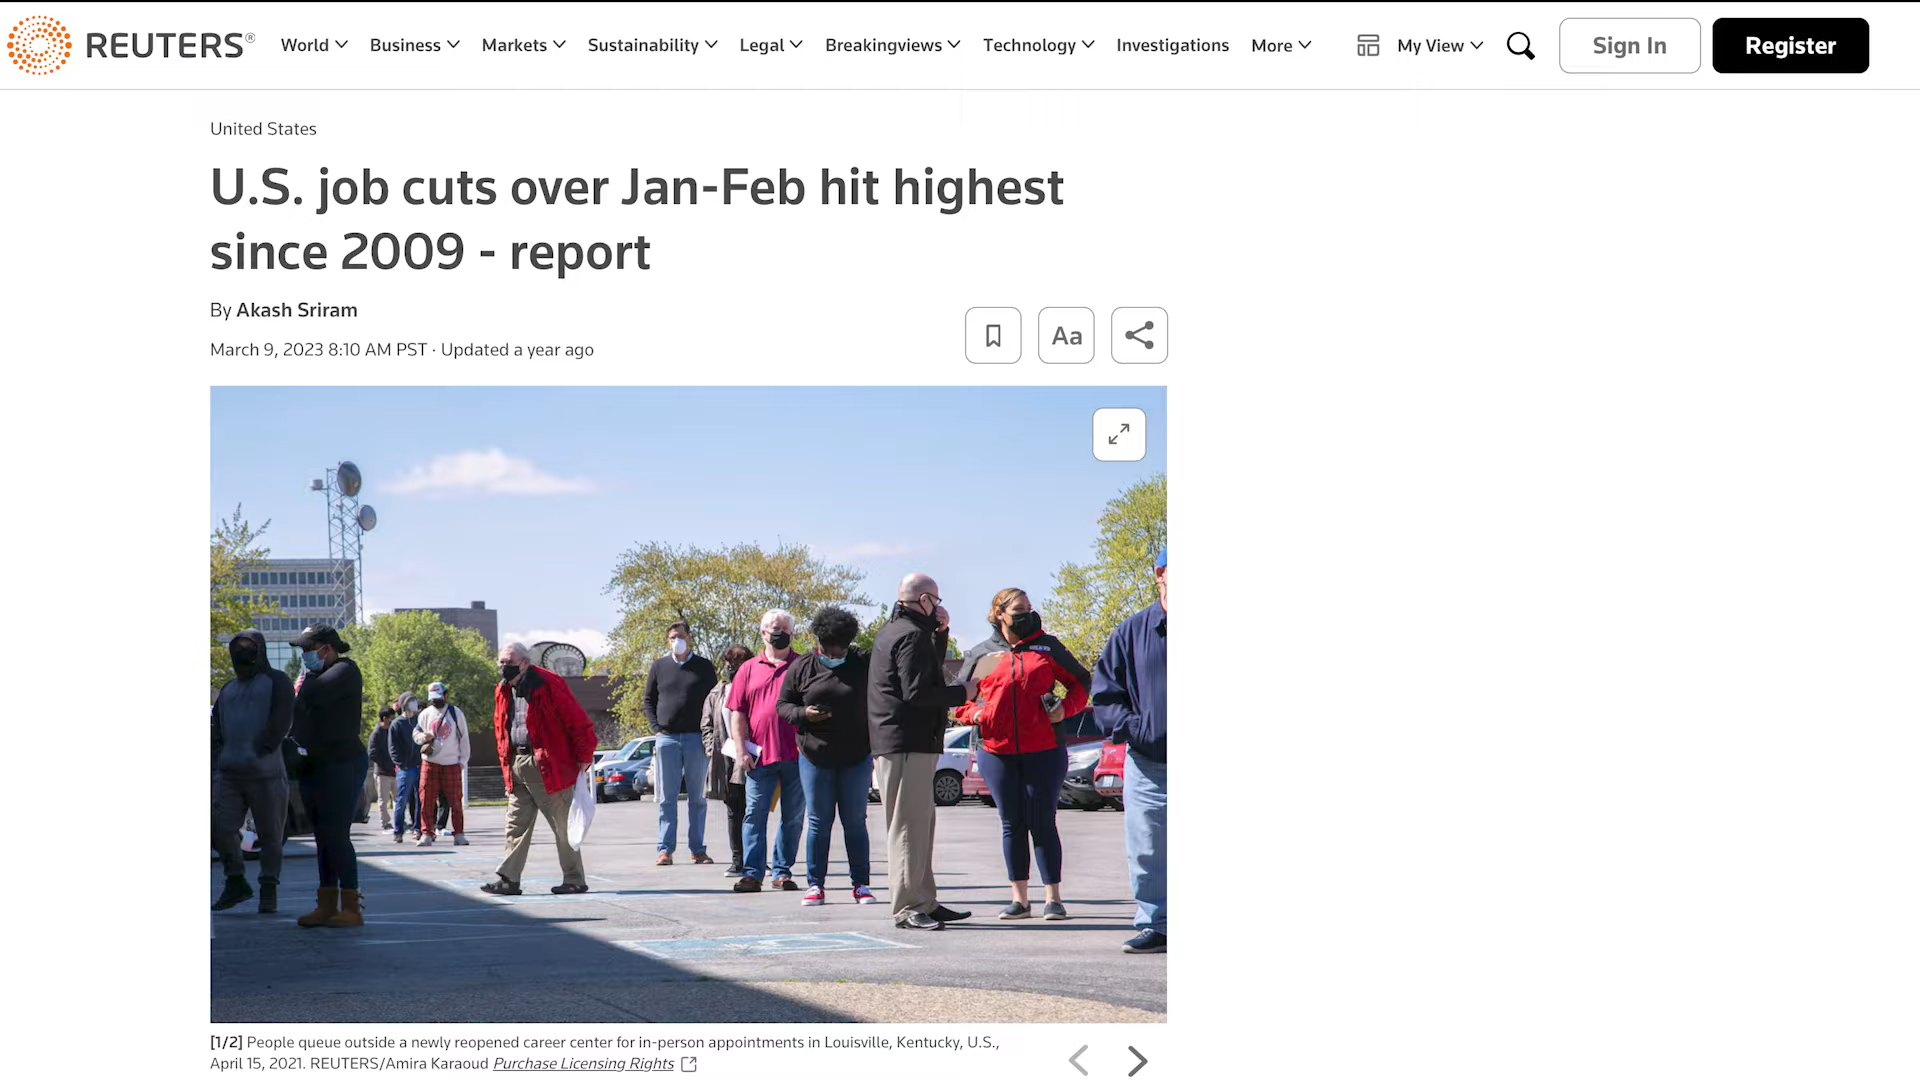 REUTERS®
World
Business
Markets
Sustainability
Legal
Breakingviews
Technology
Investigations
More
My View
Sign In
Register
United States
U.S. job cuts over Jan-Feb hit highest
since 2009 - report
By Akash Sriram
March 9, 2023 8:10 AM PST · Updated a year ago
Aa
[1/2] People queue outside a newly reopened career center for in-person appointments in Louisville, Kentucky, U.S.,
April 15, 2021. REUTERS/Amira Karaoud Purchase Licensing Rights